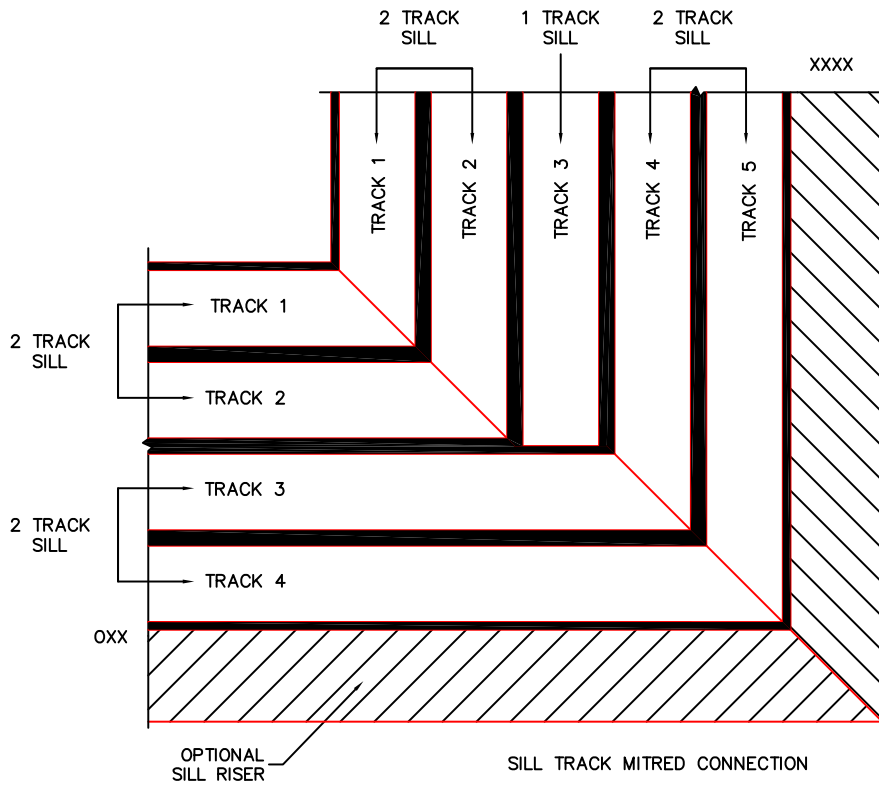 2 TRACK
SILL
1 TRACK
SILL
2 TRACK
SILL
XXXX
TRACK 1
TRACK 2
TRACK 3
TRACK 4
TRACK 5
2 TRACK
SILL
TRACK 1
TRACK 2
2 TRACK
SILL
TRACK 3
TRACK 4
OXX
OPTIONAL
SILL RISER
SILL TRACK MITRED CONNECTION